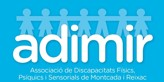 adimir
Associació de Discapacitats Físics,
Psíquics i Sensorials de Montcada i Reixac